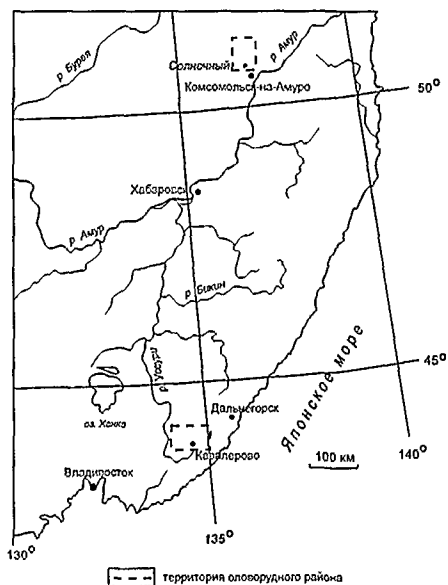 р Бурея
р Амур
Солнечный
Комсомольск-на-Амуро
50°
Хабаровск
р Амур
р Бикин
р Уссури
Японское море
45°
оз. Ханка
Дальнегорск
Кавалерово
100 км
Владивосток
140°
130°
135°
территория оловорудного района